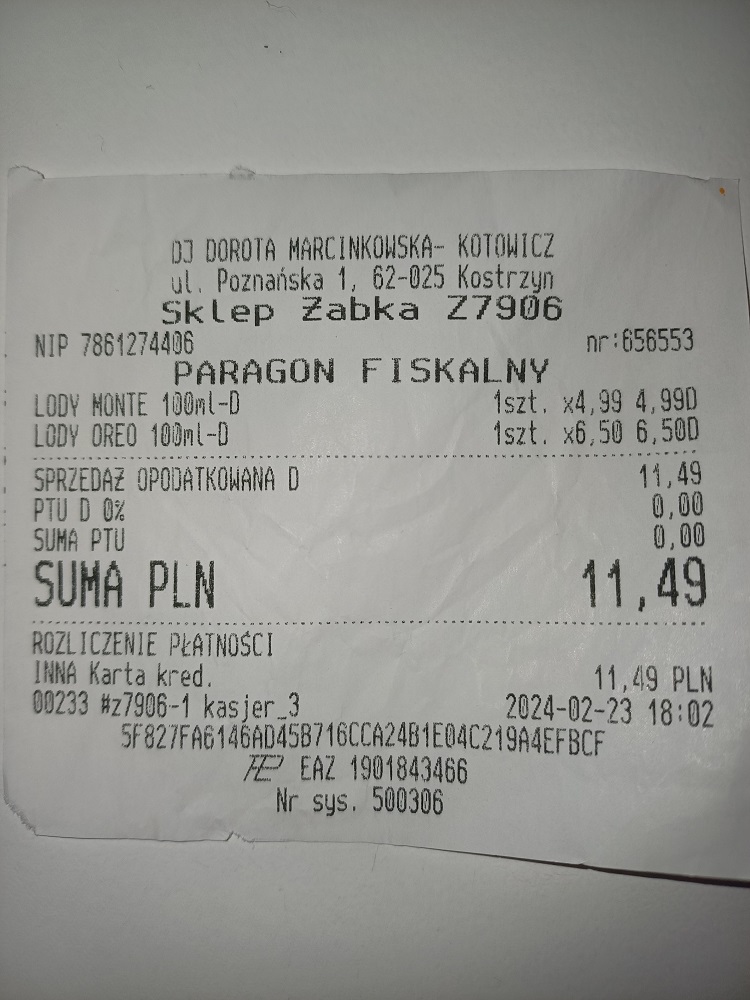 DJ DOROTA MARCINKOWSKA- KOTOWICZ
ul. Poznańska 1, 62-025 Kostrzyn
Sklep Żabka Z7906
NIP 7861274406 nr:656553
PARAGON FISKALNY
LODY MONTE 100ml-D 1szt. x4,99 4,99D
LODY OREO 100ml-D 1szt. x6,50 6,50D
SPRZEDAŻ OPODATKOWANA D 11,49
PTU D 0% 0,00
SUMA PTU 0,00
SUMA PLN 11,49
ROZLICZENIE PŁATNOŚCI
INNA Karta kred. 11,49 PLN
00233 #z7906-1 kasjer_3 2024-02-23 18:02
5F827FA6146AD45B716CCA24B1E04C219A4EFBCF
EAZ 1901843466
Nr sys. 500306